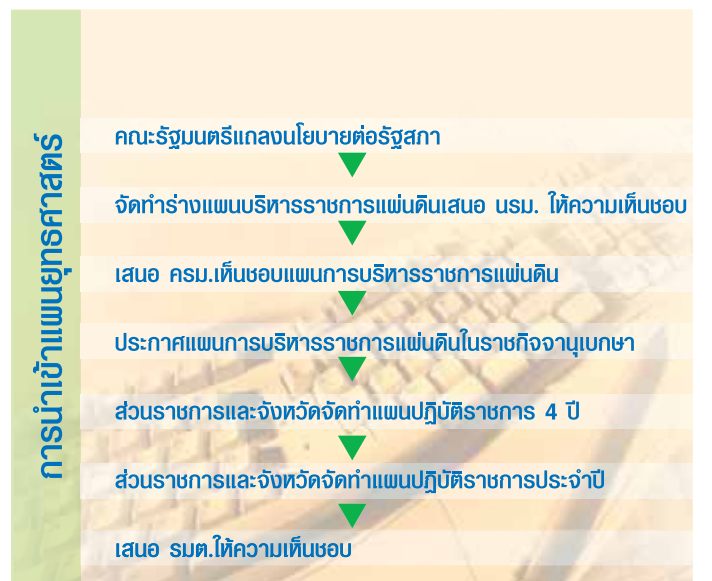 การนำเข้าแผนยุทธศาสตร์
คณะรัฐมนตรีแถลงนโยบายต่อรัฐสภา
จัดทำร่างแผนบริหารราชการแผ่นดินเสนอ นรม. ให้ความเห็นชอบ
เสนอ ครม.เห็นชอบแผนการบริหารราชการแผ่นดิน
ประกาศแผนการบริหารราชการแผ่นดินในราชกิจจานุเบกษา
ส่วนราชการและจังหวัดจัดทำแผนปฏิบัติราชการ 4 ปี
ส่วนราชการและจังหวัดจัดทำแผนปฏิบัติราชการประจำปี
เสนอ รมต.ให้ความเห็นชอบ